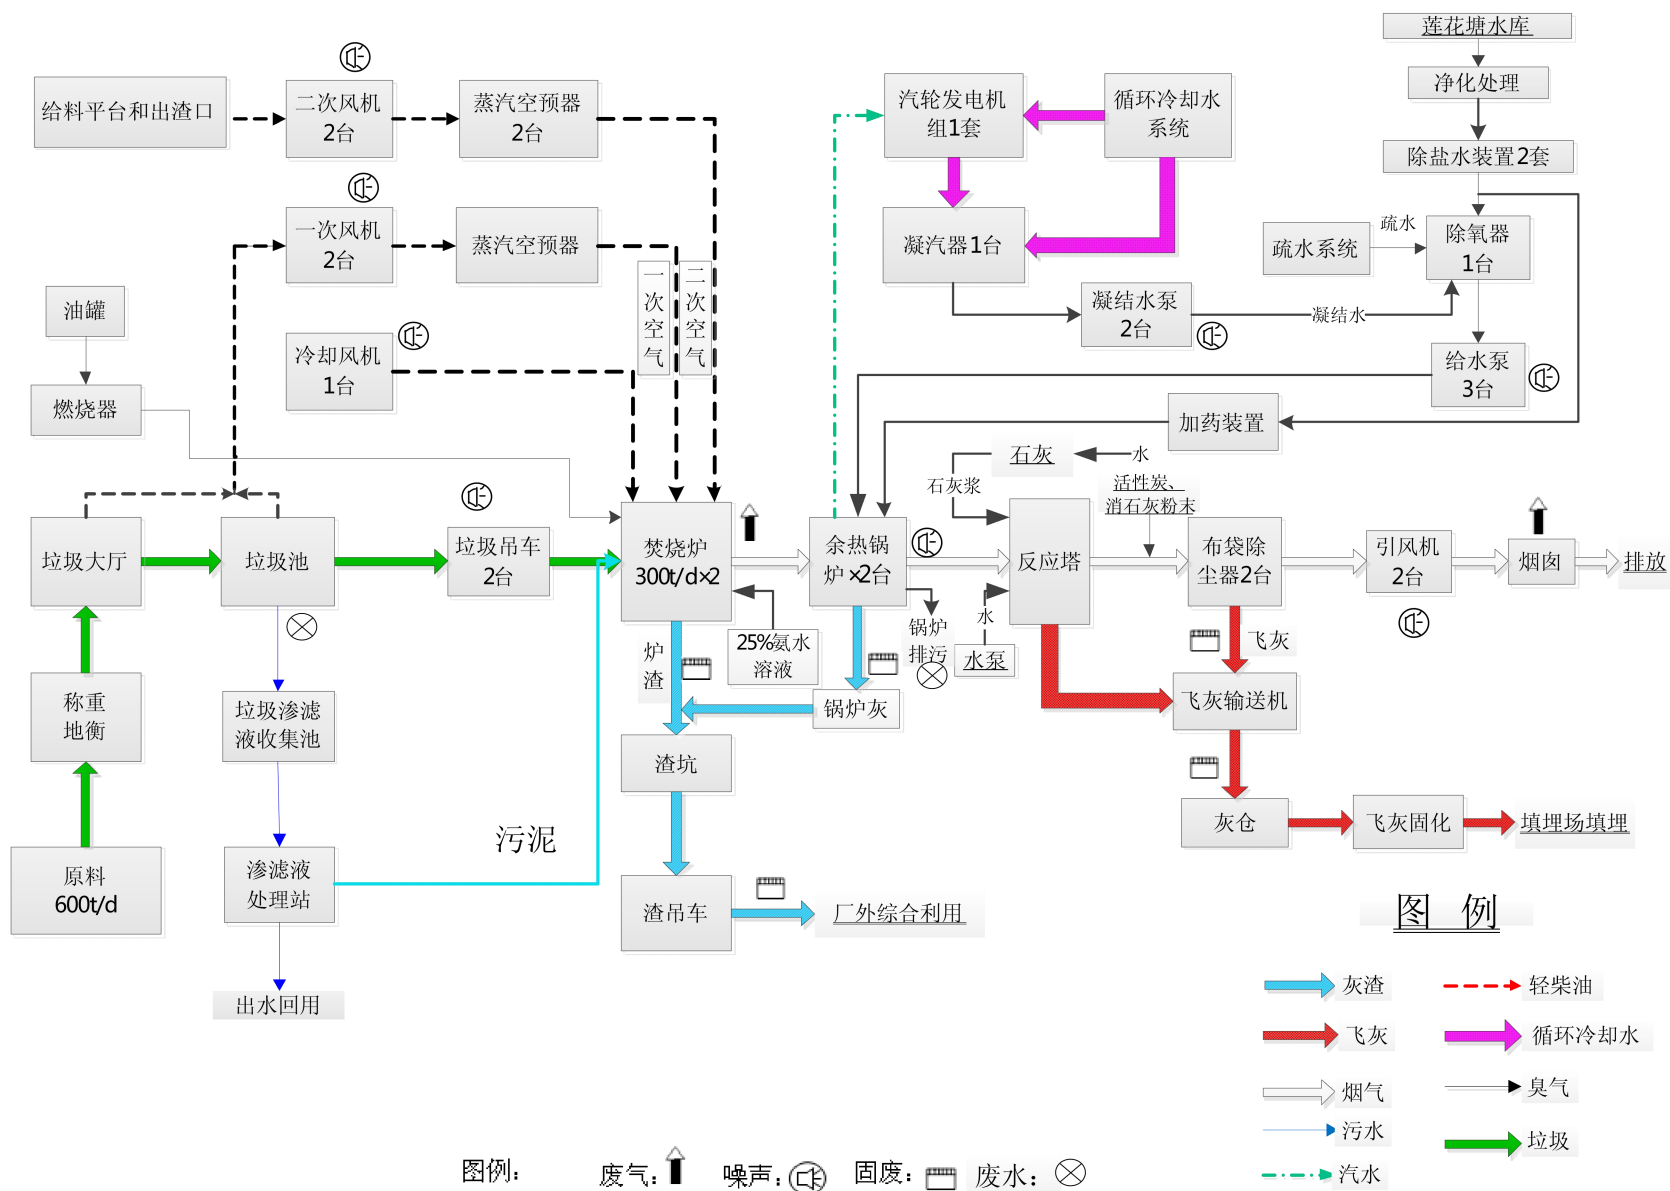 莲花塘水库
净化处理
除盐水装置2套
给料平台和出渣口
二次风机
2台
蒸汽空预器
2台
汽轮发电机
组1套
循环冷却水
系统
一次风机
2台
蒸汽空预器
凝汽器1台
疏水系统
疏水
除氧器
1台
油罐
冷却风机
1台
一次空气
二次空气
凝结水泵
2台
凝结水
给水泵
3台
燃烧器
加药装置
石灰
水
石灰浆
活性炭、
消石灰粉末
垃圾大厅
垃圾池
垃圾吊车
2台
焚烧炉
300t/d×2
余热锅
炉×2台
反应塔
布袋除
尘器2台
引风机
2台
烟囱
排放
称重
地衡
垃圾渗滤
液收集池
炉渣
25%氨水
溶液
锅炉
排污
水
水泵
飞灰
锅炉灰
飞灰输送机
渣坑
灰仓
飞灰固化
填埋场填埋
原料
600t/d
渗滤液
处理站
污泥
渣吊车
厂外综合利用
出水回用
图 例
灰渣
轻柴油
飞灰
循环冷却水
烟气
臭气
污水
垃圾
汽水
图例：
废气：
噪声：
固废：
废水：